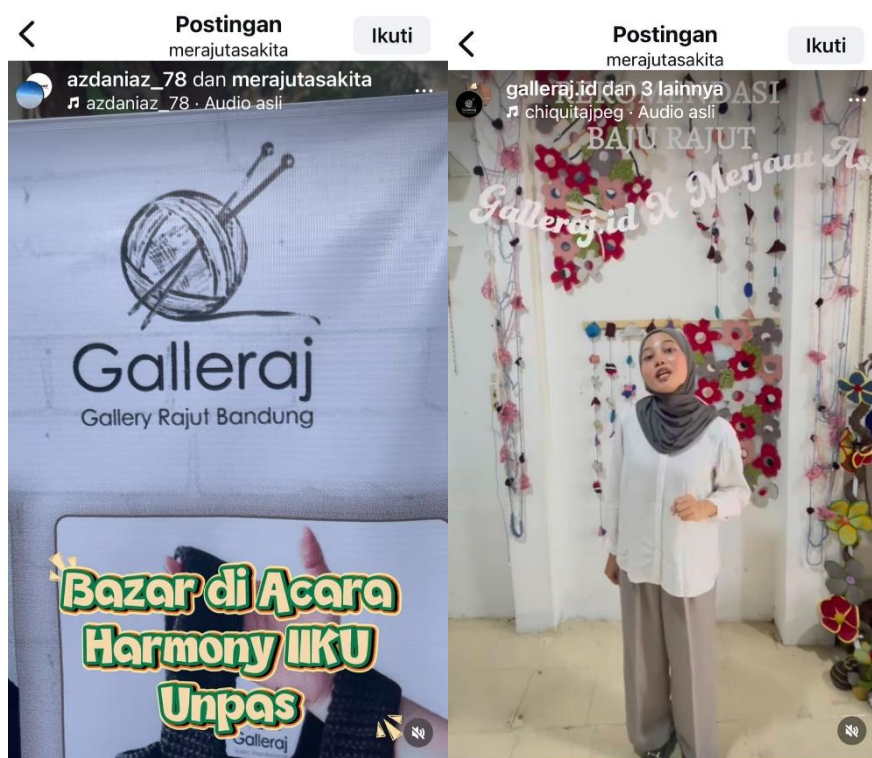 Postingan
merajutasakita
Ikuti
azdaniaz_78 dan merajutasakita
azdaniaz_78 · Audio asli
Galleraj
Gallery Rajut Bandung
Bazar di Acara
Harmony IIKU
Unpas
Galleraj
Postingan
merajutasakita
Ikuti
galleraj.id dan 3 lainnya
chiquitajpeg · Audio asli
REKOMENDASI
BAJU RAJUT
Galleraj.id X Merjaut As